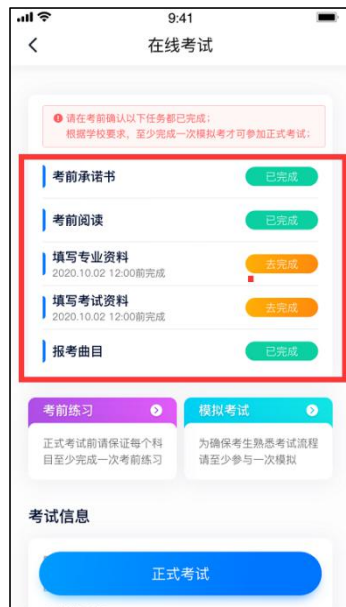 9:41
在线考试
请在考前确认以下任务都已完成；
根据学校要求，至少完成一次模拟考才可参加正式考试；
考前承诺书 已完成
考前阅读 已完成
填写专业资料 去完成
2020.10.02 12:00前完成
填写考试资料 去完成
2020.10.02 12:00前完成
报考曲目 已完成
考前练习
正式考试前请保证每个科
目至少完成一次考前练习
模拟考试
为确保考生熟悉考试流程
请至少参与一次模拟
考试信息
正式考试